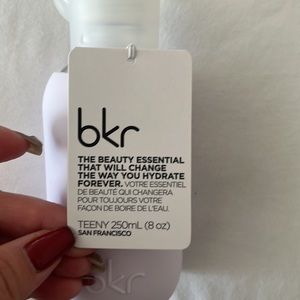 bkr
THE BEAUTY ESSENTIAL
THAT WILL CHANGE
THE WAY YOU HYDRATE
FOREVER. VOTRE ESSENTIEL
DE BEAUTÉ QUI CHANGERA
POUR TOUJOURS VOTRE
FAÇON DE BOIRE DE L'EAU.
TEENY 250mL (8 oz)
SAN FRANCISCO
bkr